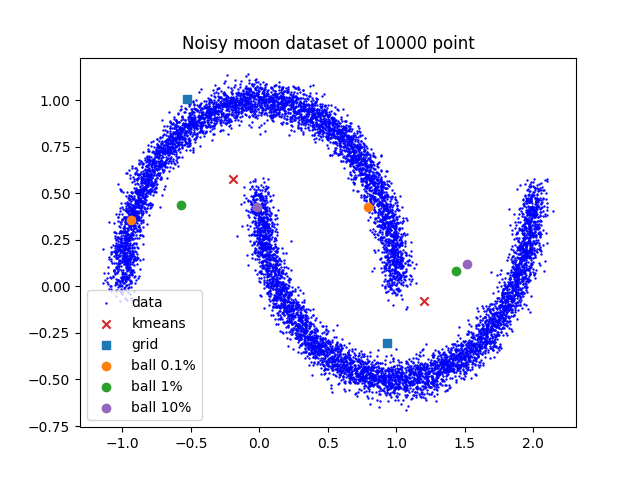 Noisy moon dataset of 10000 point
1.00
0.75
0.50
0.25
0.00
−0.25
−0.50
−0.75
data
kmeans
grid
ball 0.1%
ball 1%
ball 10%
−1.0 −0.5 0.0 0.5 1.0 1.5 2.0